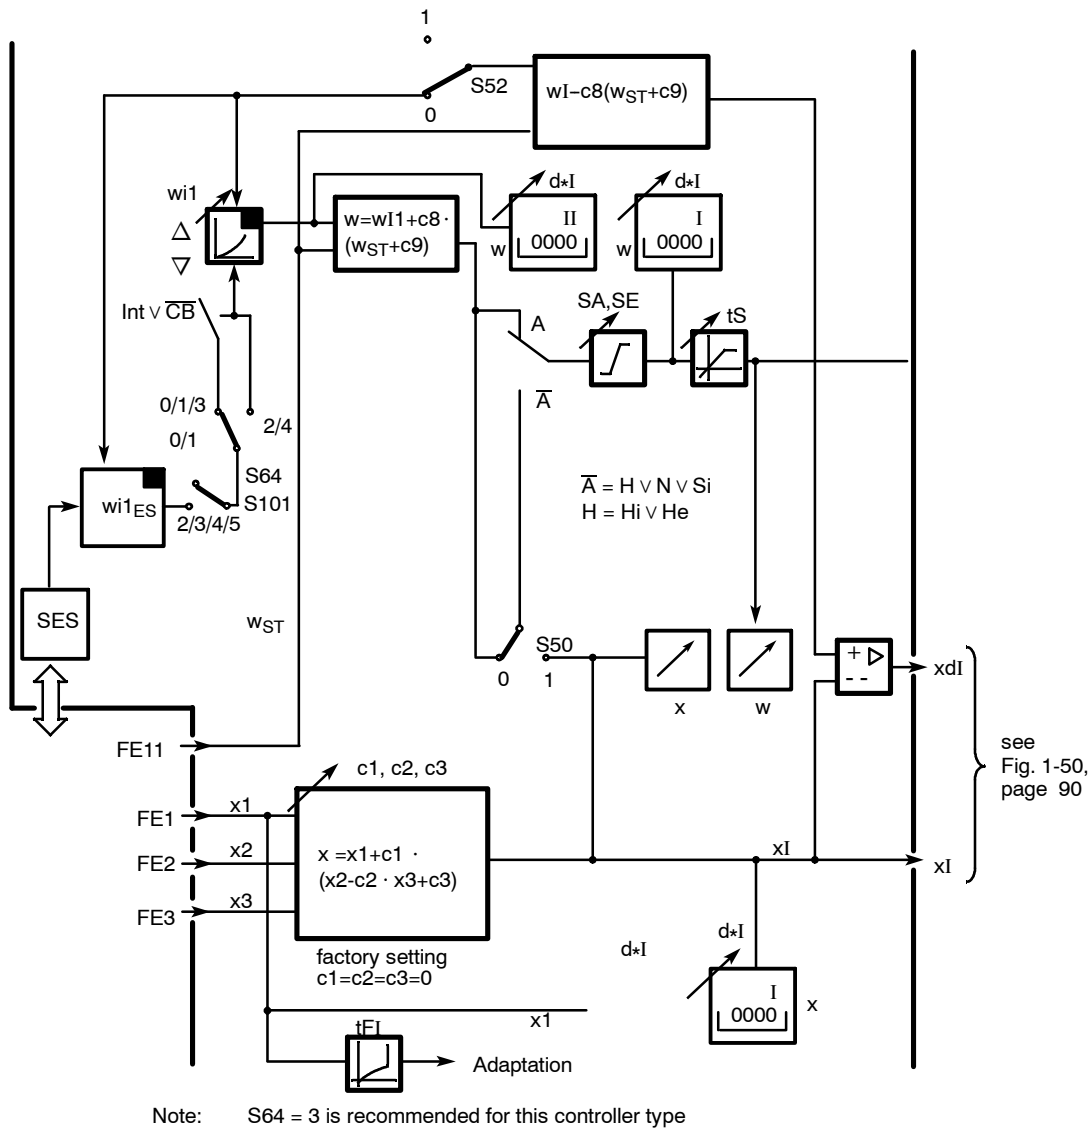 1
S52
0
wI–c8(wST+c9)
wi1
△
▽
w=wI1+c8 ·
(wST+c9)
d*I
II
0000
w
d*I
I
0000
w
Int ∨ C̅B̅
SA,SE
tS
A
A̅
0/1/3
2/4
0/1
S64
S101
2/3/4/5
wi1ES
A̅ = H ∨ N ∨ Si
H = Hi ∨ He
SES
wST
S50
0
1
x
w
+
- -
xdI
see
Fig. 1-50,
page 90
FE11
c1, c2, c3
FE1
x1
FE2
x2
FE3
x3
x =x1+c1 ·
(x2-c2 · x3+c3)
xI
xI
factory setting
c1=c2=c3=0
d*I
d*I
I
0000
x
x1
tFI
Adaptation
Note: S64 = 3 is recommended for this controller type